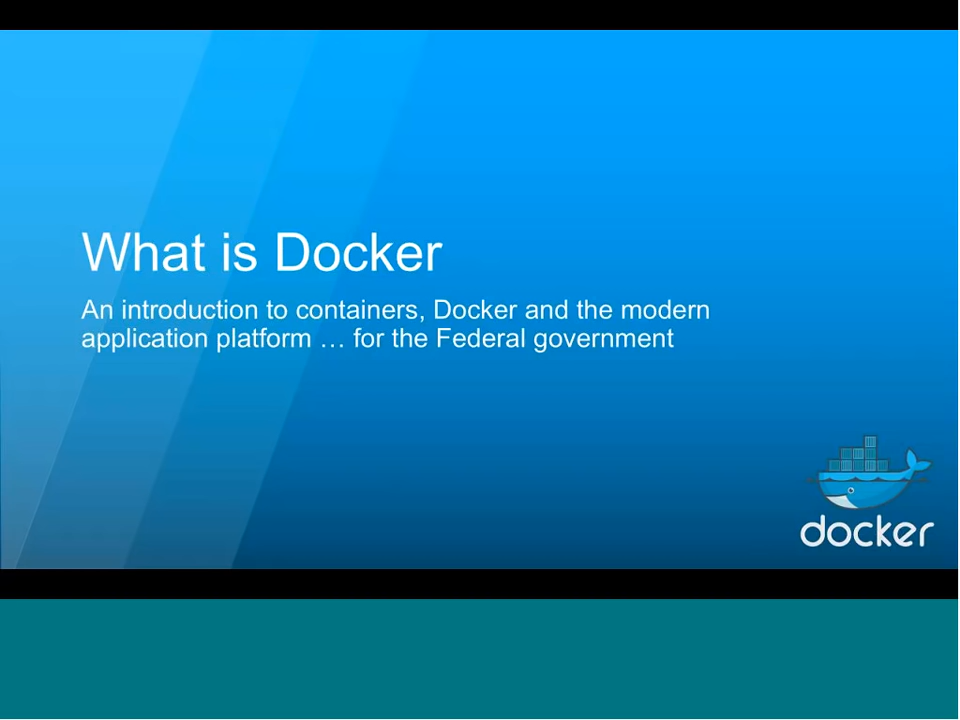 What is Docker
An introduction to containers, Docker and the modern
application platform … for the Federal government
docker